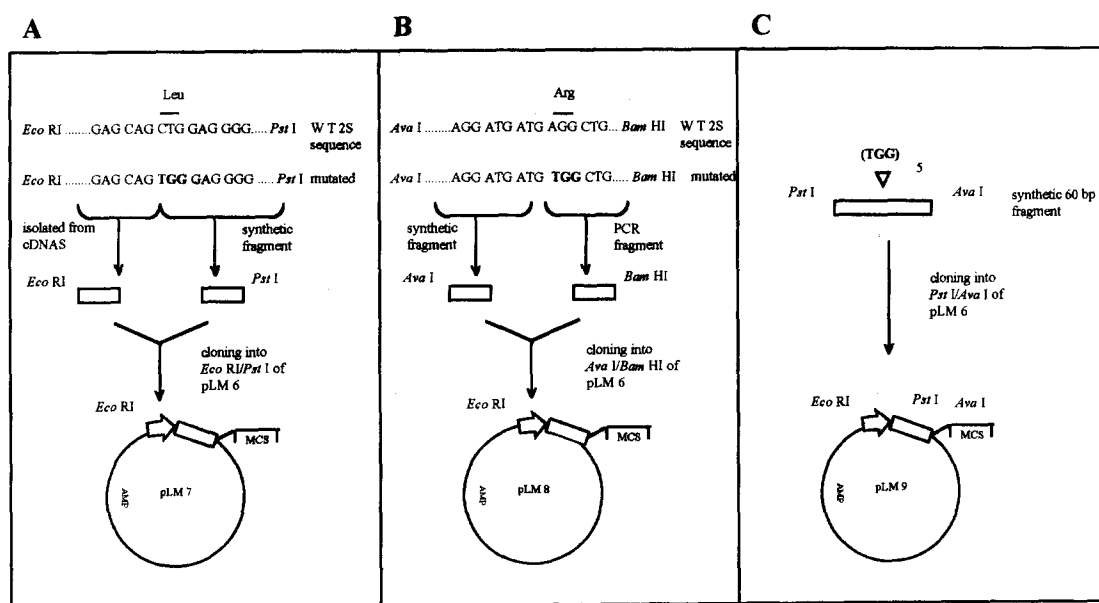 A
Leu
Eco RI ........GAG CAG CTG GAG GGG..... Pst I W T 2S
sequence
Eco RI ........GAG CAG TGG GAG GGG .....Pst I mutated
isolated from
cDNAS
synthetic
fragment
Eco RI
Pst I
cloning into
Eco RI/Pst I of
pLM 6
Eco RI
MCS
AMP
pLM 7
B
Arg
Ava I ........AGG ATG ATG AGG CTG... Bam HI W T 2S
sequence
Ava I ........AGG ATG ATG TGG CTG ...Bam HI mutated
synthetic
fragment
PCR
fragment
Ava I
Bam HI
cloning into
Ava I/Bam HI of
pLM 6
Eco RI
MCS
AMP
pLM 8
C
(TGG) 5
Pst I
Ava I
synthetic 60 bp
fragment
cloning into
Pst I/Ava I of
pLM 6
Eco RI
Pst I
Ava I
MCS
AMP
pLM 9